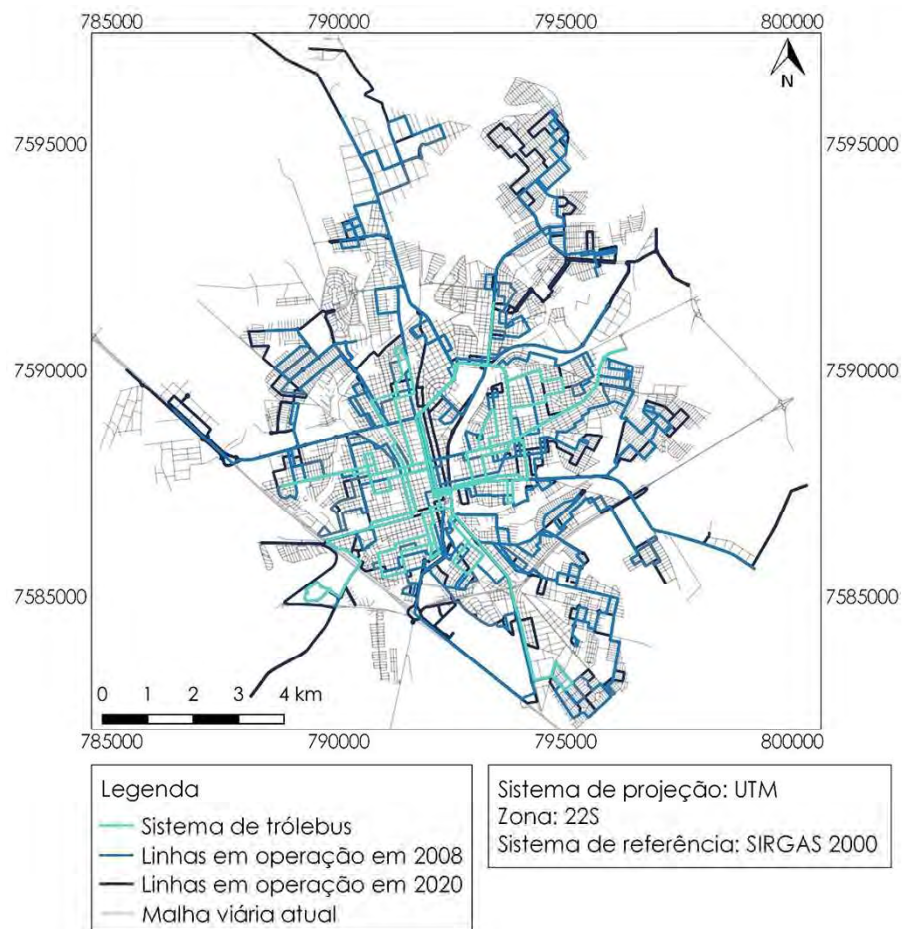 785000 790000 795000 800000
N
7595000 7595000
7590000 7590000
7585000 7585000
0 1 2 3 4 km
785000 790000 795000 800000
Legenda
Sistema de trólebus
Linhas em operação em 2008
Linhas em operação em 2020
Malha viária atual
Sistema de projeção: UTM
Zona: 22S
Sistema de referência: SIRGAS 2000